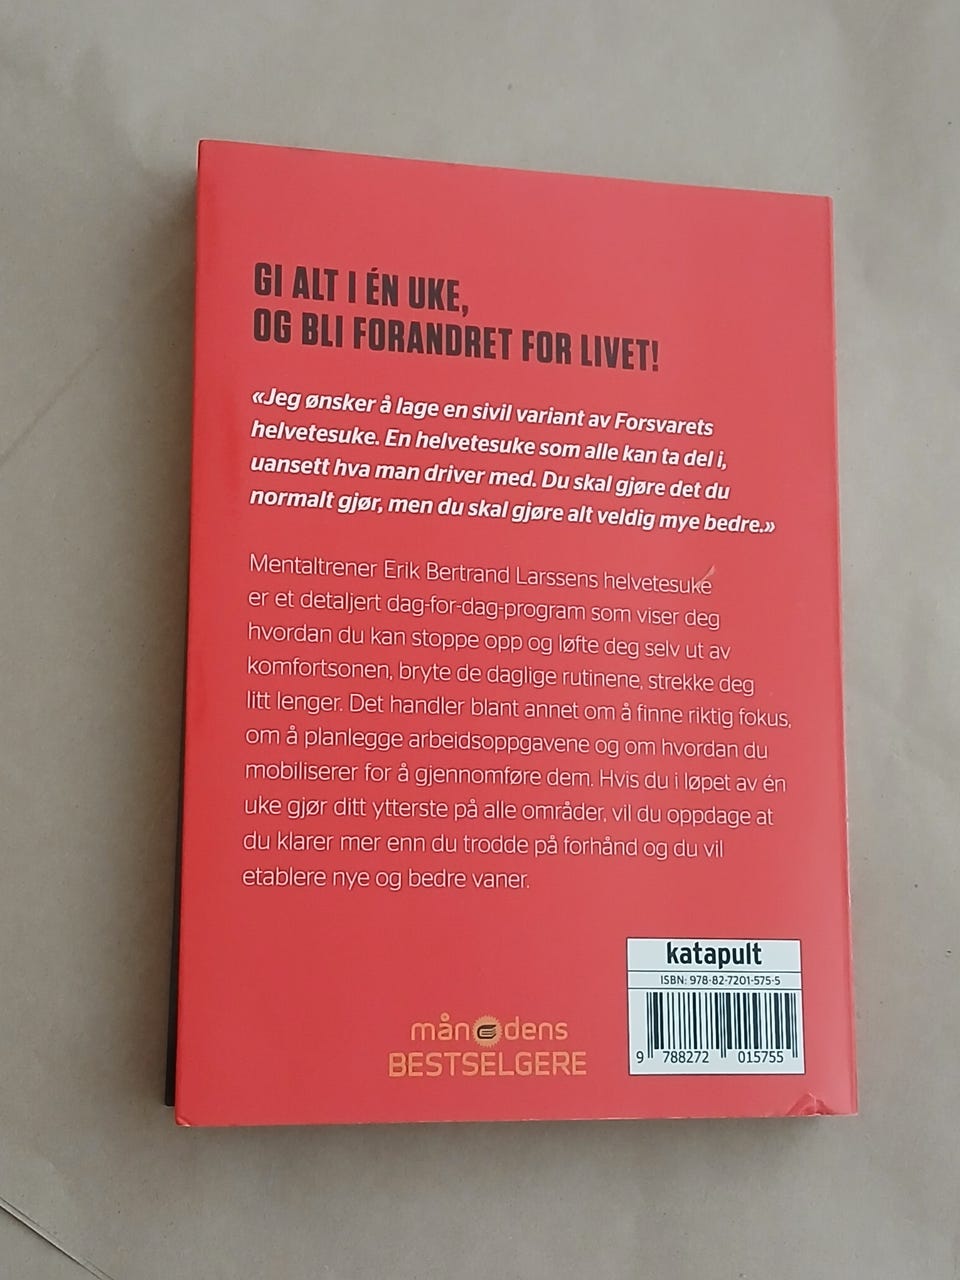 GI ALT I ÉN UKE,
OG BLI FORANDRET FOR LIVET!
«Jeg ønsker å lage en sivil variant av Forsvarets
helvetesuke. En helvetesuke som alle kan ta del i,
uansett hva man driver med. Du skal gjøre det du
normalt gjør, men du skal gjøre alt veldig mye bedre.»
Mentaltrener Erik Bertrand Larssens helvetesuke
er et detaljert dag-for-dag-program som viser deg
hvordan du kan stoppe opp og løfte deg selv ut av
komfortsonen, bryte de daglige rutinene, strekke deg
litt lenger. Det handler blant annet om å finne riktig fokus,
om å planlegge arbeidsoppgavene og om hvordan du
mobiliserer for å gjennomføre dem. Hvis du i løpet av én
uke gjør ditt ytterste på alle områder, vil du oppdage at
du klarer mer enn du trodde på forhånd og du vil
etablere nye og bedre vaner.
katapult
ISBN: 978-82-7201-575-5
9 788272 015755
månedens
BESTSELGERE